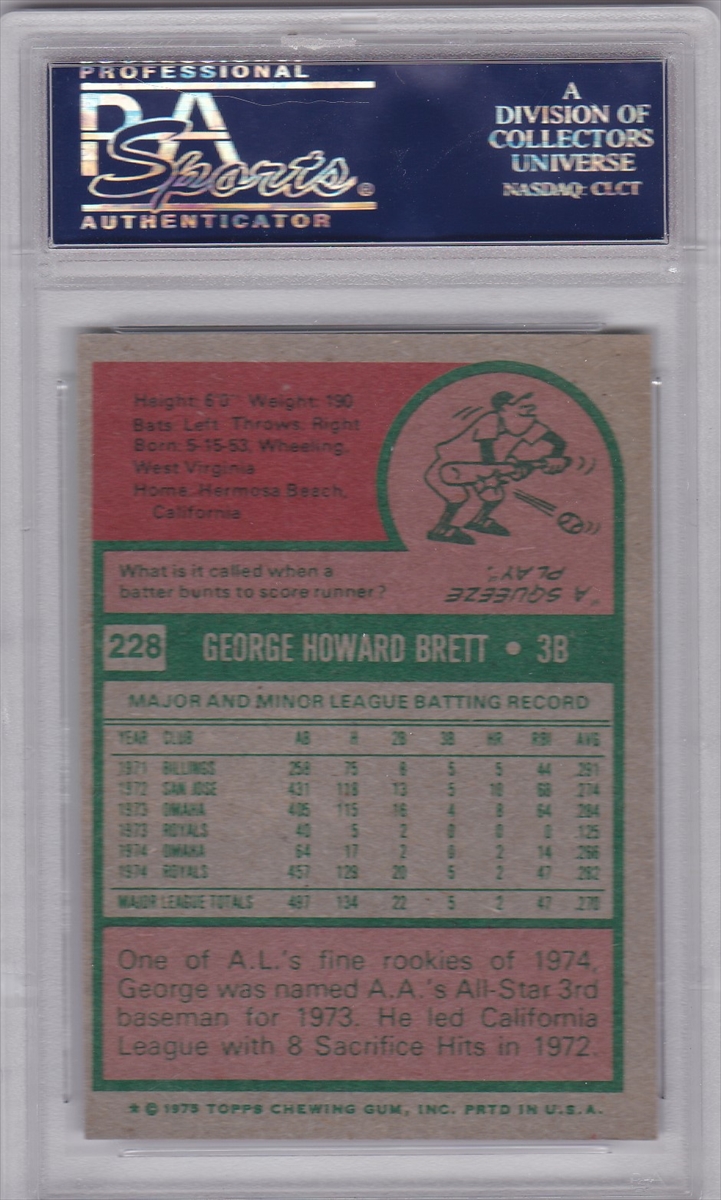 PROFESSIONAL
PSA
Sports®
AUTHENTICATOR
A
DIVISION OF
COLLECTORS
UNIVERSE
NASDAQ: CLCT
Height: 6'0" Weight: 190
Bats: Left Throws: Right
Born: 5-15-53, Wheeling,
West Virginia
Home: Hermosa Beach,
California
What is it called when a
batter bunts to score runner?
"A SQUEEZE
PLAY".
228 GEORGE HOWARD BRETT • 3B
MAJOR AND MINOR LEAGUE BATTING RECORD
YEAR CLUB AB H 2B 3B HR RBI AVG
1971 BILLINGS 258 75 8 5 5 44 .291
1972 SAN JOSE 431 118 13 5 10 68 .274
1973 OMAHA 405 115 16 4 8 64 .284
1973 ROYALS 40 5 2 0 0 0 .125
1974 OMAHA 64 17 2 0 2 14 .266
1974 ROYALS 457 129 20 5 2 47 .282
MAJOR LEAGUE TOTALS 497 134 22 5 2 47 .270
One of A.L.'s fine rookies of 1974,
George was named A.A.'s All-Star 3rd
baseman for 1973. He led California
League with 8 Sacrifice Hits in 1972.
★ © 1975 TOPPS CHEWING GUM, INC. PRTD IN U.S.A.